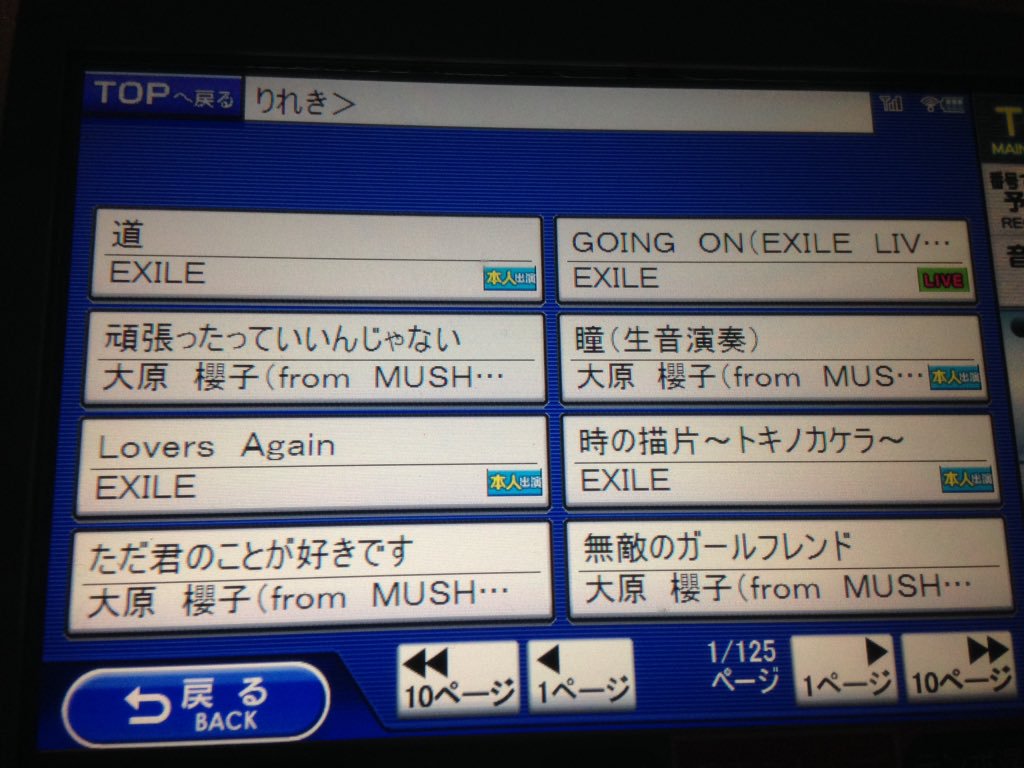 TOPへ戻る
りれき＞
道
EXILE
本人出演
GOING ON(EXILE LIV…
EXILE
LIVE
頑張ったっていいんじゃない
大原 櫻子(from MUSH…
瞳(生音演奏)
大原 櫻子(from MUS…
本人出演
Lovers Again
EXILE
本人出演
時の描片～トキノカケラ～
EXILE
本人出演
ただ君のことが好きです
大原 櫻子(from MUSH…
無敵のガールフレンド
大原 櫻子(from MUSH…
戻る
BACK
◀◀
10ページ
◀
1ページ
1/125
ページ
▶
1ページ
▶▶
10ページ
T
MAIN
番号
予
RE
音